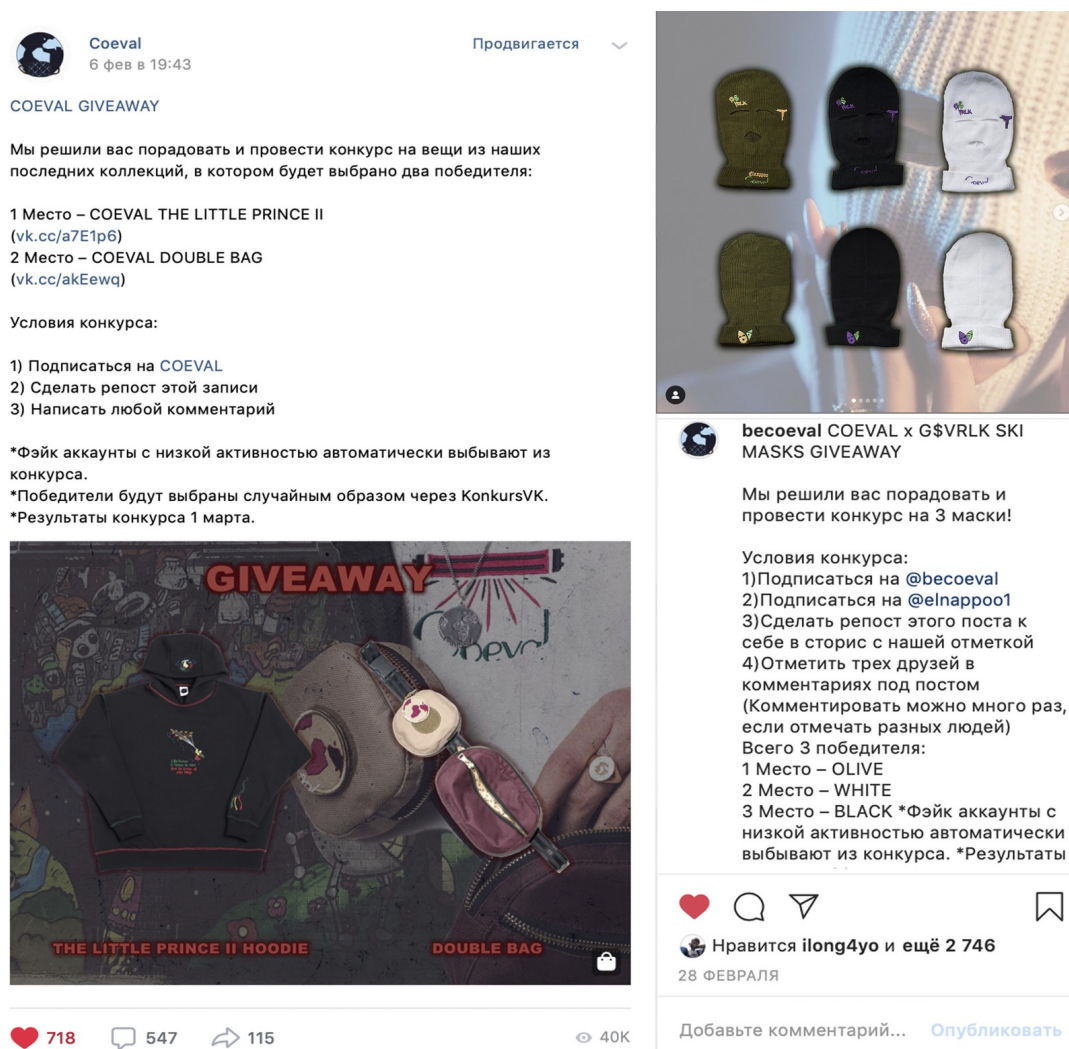 Coeval
6 фев в 19:43
Продвигается
COEVAL GIVEAWAY
Мы решили вас порадовать и провести конкурс на вещи из наших
последних коллекций, в котором будет выбрано два победителя:
1 Место – COEVAL THE LITTLE PRINCE II
(vk.cc/a7E1p6)
2 Место – COEVAL DOUBLE BAG
(vk.cc/akEewq)
Условия конкурса:
1) Подписаться на COEVAL
2) Сделать репост этой записи
3) Написать любой комментарий
*Фэйк аккаунты с низкой активностью автоматически выбывают из
конкурса.
*Победители будут выбраны случайным образом через KonkursVK.
*Результаты конкурса 1 марта.
GIVEAWAY
THE LITTLE PRINCE II HOODIE
DOUBLE BAG
718
547
115
40K
becoeval COEVAL x G$VRLK SKI
MASKS GIVEAWAY
Мы решили вас порадовать и
провести конкурс на 3 маски!
Условия конкурса:
1)Подписаться на @becoeval
2)Подписаться на @elnappoo1
3)Сделать репост этого поста к
себе в сторис с нашей отметкой
4)Отметить трех друзей в
комментариях под постом
(Комментировать можно много раз,
если отмечать разных людей)
Всего 3 победителя:
1 Место – OLIVE
2 Место – WHITE
3 Место – BLACK *Фэйк аккаунты с
низкой активностью автоматически
выбывают из конкурса. *Результаты
Нравится ilong4yo и ещё 2 746
28 ФЕВРАЛЯ
Добавьте комментарий...
Опубликовать